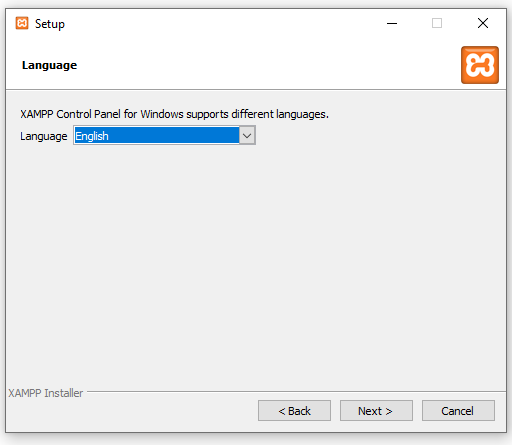 Setup
Language
XAMPP Control Panel for Windows supports different languages.
Language English
XAMPP Installer
< Back Next > Cancel